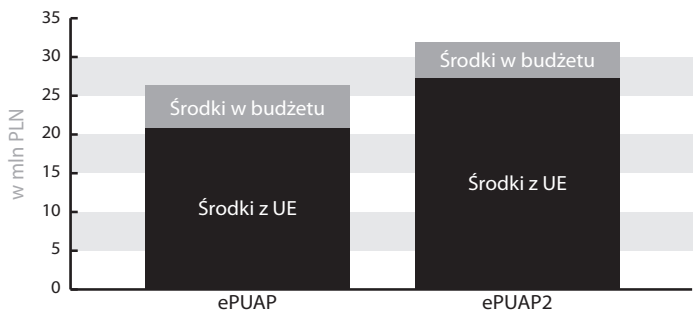 35
30
25
20
15
10
5
0
w mln PLN
Środki w budżetu
Środki z UE
Środki w budżetu
Środki z UE
ePUAP
ePUAP2